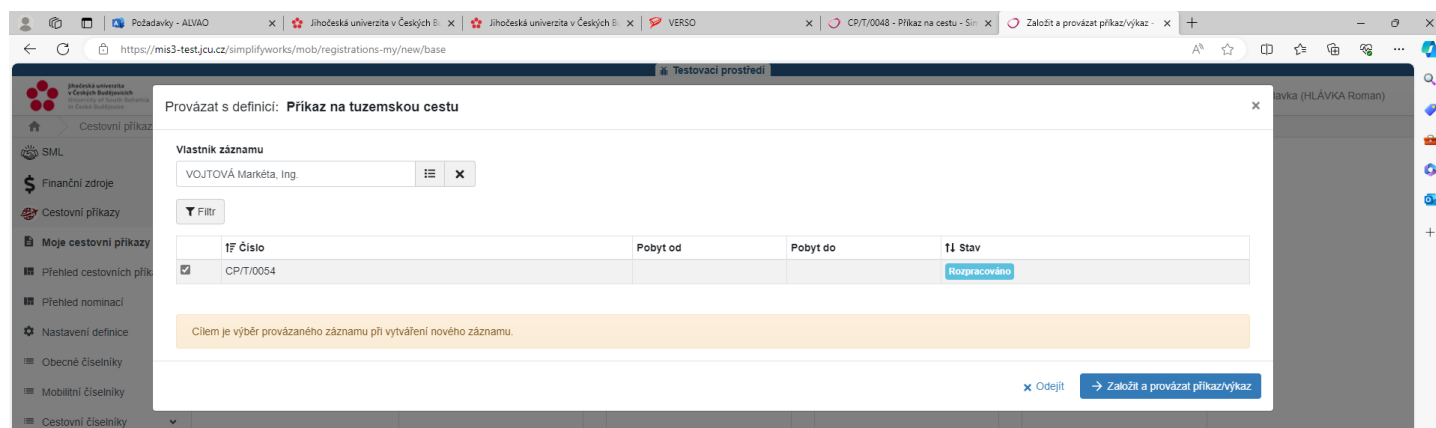 Požadavky - ALVAO
Jihočeská univerzita v Českých B
Jihočeská univerzita v Českých B
VERSO
CP/T/0048 - Příkaz na cestu - Sim
Založit a provázat příkaz/výkaz -
https://mis3-test.jcu.cz/simplifyworks/mob/registrations-my/new/base
Testovací prostředí
Jihočeská univerzita
v Českých Budějovicích
University of South Bohemia
in České Budějovice
lavka (HLÁVKA Roman)
Provázat s definicí: Příkaz na tuzemskou cestu
Cestovní příkaz
Vlastník záznamu
SML
VOJTOVÁ Markéta, Ing.
Finanční zdroje
Cestovní příkazy
Filtr
Moje cestovní příkazy
Číslo Pobyt od Pobyt do Stav
Přehled cestovních přík
CP/T/0054 Rozpracováno
Přehled nominací
Nastavení definice
Cílem je výběr provázaného záznamu při vytváření nového záznamu.
Obecné číselníky
Mobilitní číselníky
Odejít
Založit a provázat příkaz/výkaz
Cestovní číselníky